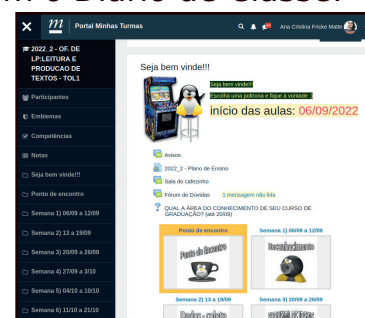 m o Diário de Classe.
m Portal Minhas Turmas
Ana Cristina Fricke Matte
2022_2 - OF. DE
LP:LEITURA E
PRODUCAO DE
TEXTOS - TOL1
Participantes
Emblemas
Competências
Notas
Seja bem vinde!!!
Ponto de encontro
Semana 1) 06/09 a 12/09
Semana 2) 13 a 19/09
Semana 3) 20/09 a 26/09
Semana 4) 27/09 a 3/10
Semana 5) 04/10 a 10/10
Semana 6) 11/10 a 21/10
Seja bem vinde!!!
Seja bem vinde!!!
Escolha uma poltrona e fique à vontade :)
início das aulas: 06/09/2022
Avisos
2022_2 - Plano de Ensino
Sala do cafezinho
Fórum de Dúvidas 1 mensagem não lida
QUAL A ÁREA DO CONHECIMENTO DE SEU CURSO DE
GRADUAÇÃO? (até 20/09)
Ponto de encontro
Semana 1) 06/09 a 12/09
Ponto de Encontro
Reconhecimento
Semana 2) 13 a 19/09
Semana 3) 20/09 a 26/09